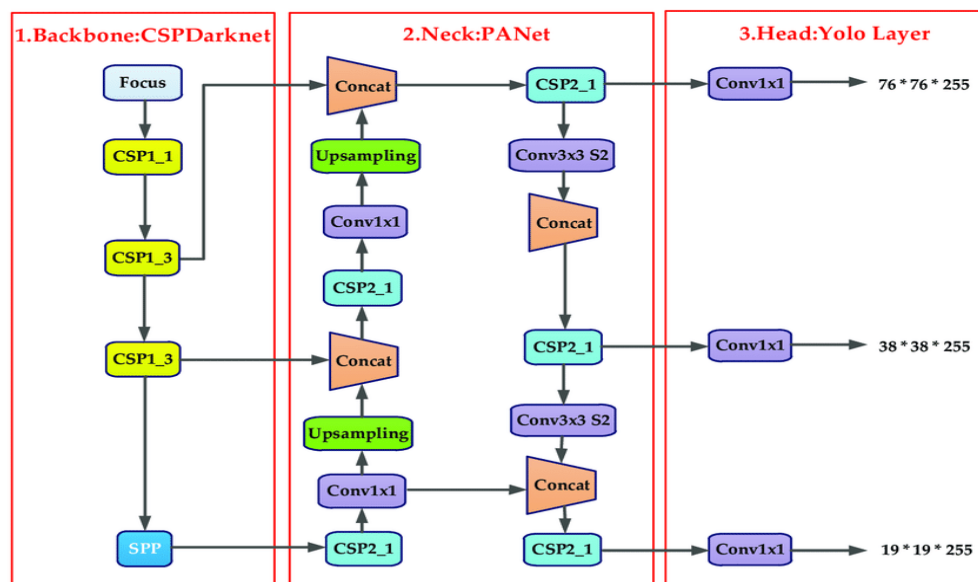 1.Backbone:CSPDarknet
Focus
CSP1_1
CSP1_3
CSP1_3
SPP
2.Neck:PANet
Concat
Upsampling
Conv1x1
CSP2_1
Concat
Upsampling
Conv1x1
CSP2_1
CSP2_1
Conv3x3 S2
Concat
CSP2_1
Conv3x3 S2
Concat
CSP2_1
3.Head:Yolo Layer
Conv1x1
76 * 76 * 255
Conv1x1
38 * 38 * 255
Conv1x1
19 * 19 * 255